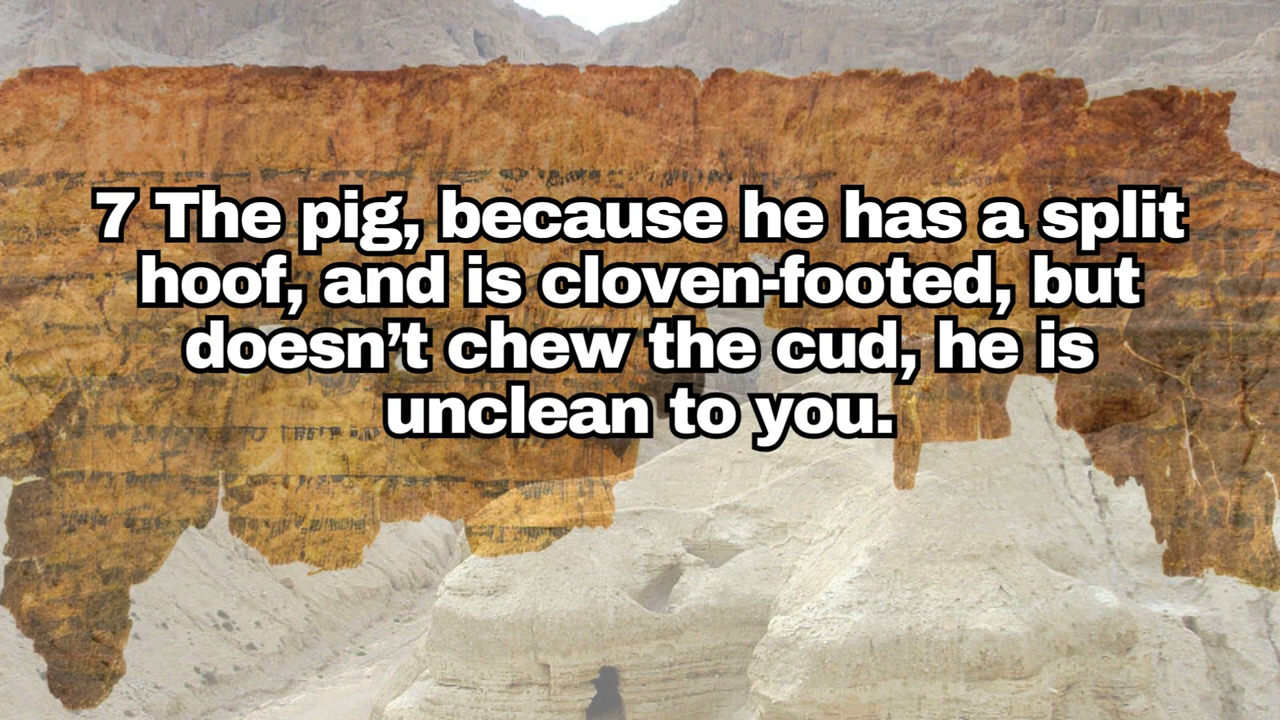 7 The pig, because he has a split
hoof, and is cloven-footed, but
doesn’t chew the cud, he is
unclean to you.